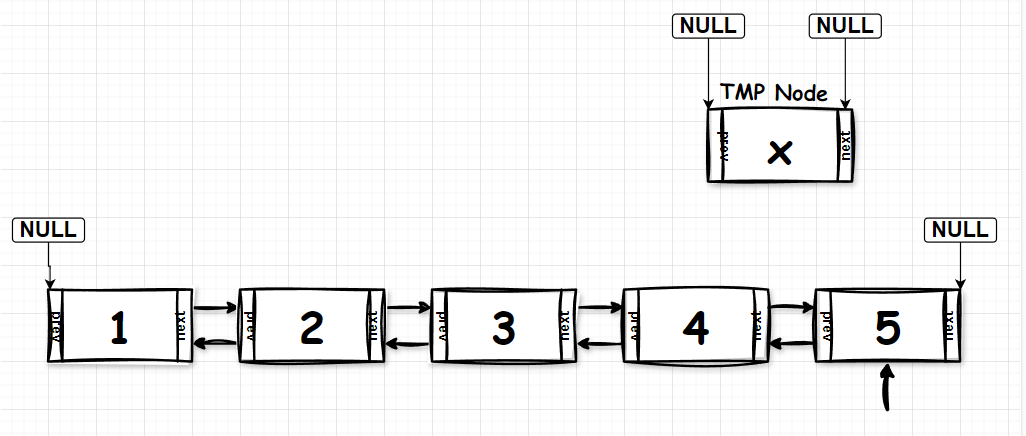 NULL NULL
TMP Node
prev x next
NULL NULL
prev 1 next prev 2 next prev 3 next prev 4 next prev 5 next